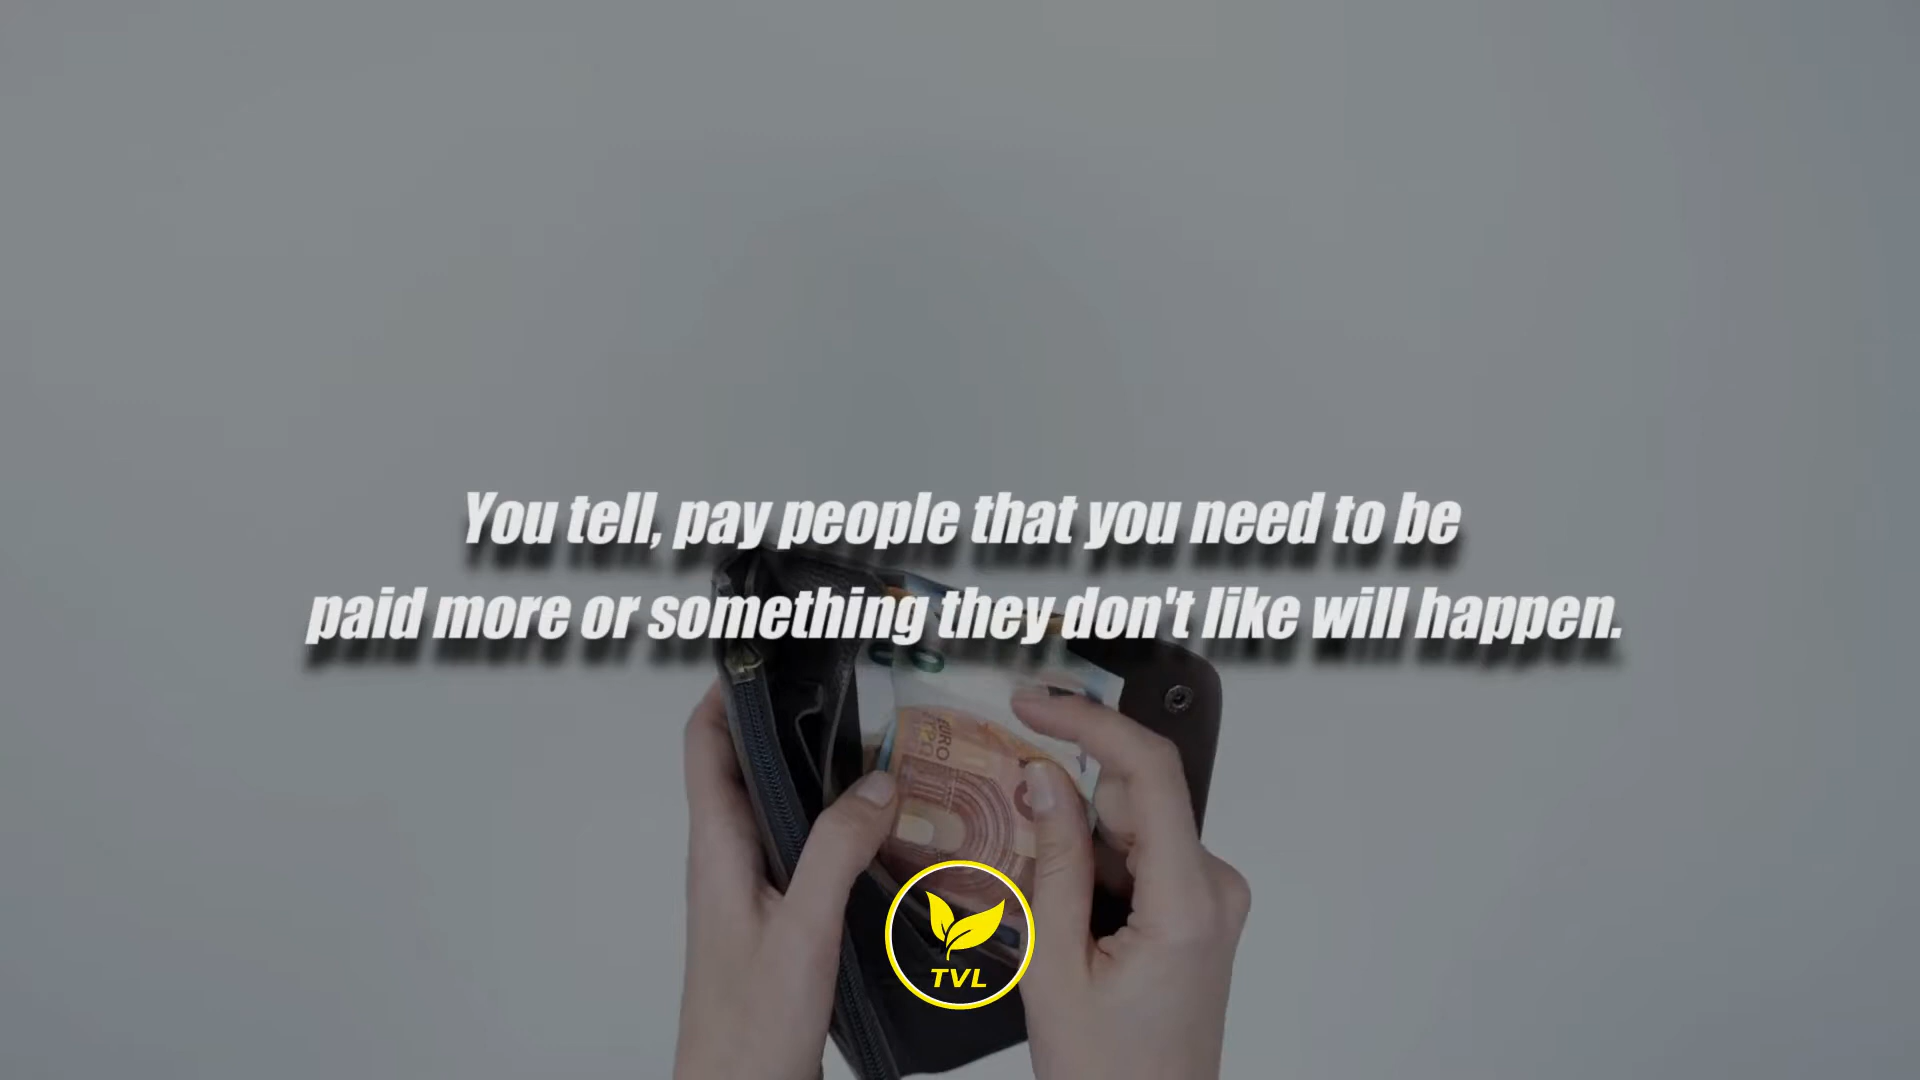 You tell, pay people that you need to be
paid more or something they don't like will happen.
EURO
TVL